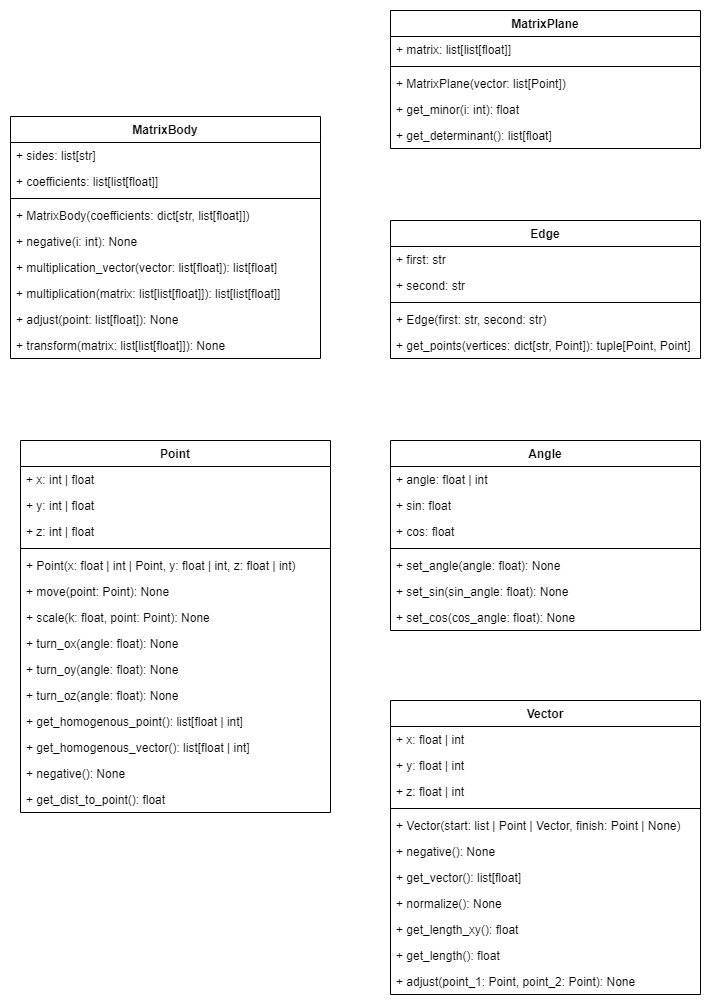 MatrixPlane
+ matrix: list[list[float]]
+ MatrixPlane(vector: list[Point])
+ get_minor(i: int): float
+ get_determinant(): list[float]
MatrixBody
+ sides: list[str]
+ coefficients: list[list[float]]
+ MatrixBody(coefficients: dict[str, list[float]])
+ negative(i: int): None
+ multiplication_vector(vector: list[float]): list[float]
+ multiplication(matrix: list[list[float]]): list[list[float]]
+ adjust(point: list[float]): None
+ transform(matrix: list[list[float]]): None
Edge
+ first: str
+ second: str
+ Edge(first: str, second: str)
+ get_points(vertices: dict[str, Point]): tuple[Point, Point]
Point
+ x: int | float
+ y: int | float
+ z: int | float
+ Point(x: float | int | Point, y: float | int, z: float | int)
+ move(point: Point): None
+ scale(k: float, point: Point): None
+ turn_ox(angle: float): None
+ turn_oy(angle: float): None
+ turn_oz(angle: float): None
+ get_homogenous_point(): list[float | int]
+ get_homogenous_vector(): list[float | int]
+ negative(): None
+ get_dist_to_point(): float
Angle
+ angle: float | int
+ sin: float
+ cos: float
+ set_angle(angle: float): None
+ set_sin(sin_angle: float): None
+ set_cos(cos_angle: float): None
Vector
+ x: float | int
+ y: float | int
+ z: float | int
+ Vector(start: list | Point | Vector, finish: Point | None)
+ negative(): None
+ get_vector(): list[float]
+ normalize(): None
+ get_length_xy(): float
+ get_length(): float
+ adjust(point_1: Point, point_2: Point): None